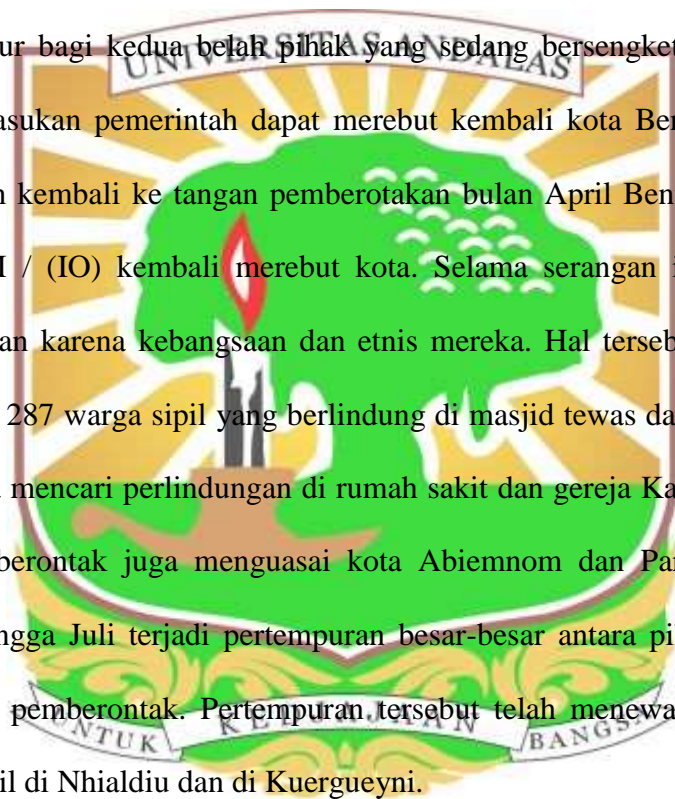 ur bagi kedua belah pihak yang sedang bersengket
UNIVERSITAS ANDALAS
asukan pemerintah dapat merebut kembali kota Ber
kembali ke tangan pemberotakan bulan April Ben
/ (IO) kembali merebut kota. Selama serangan
an karena kebangsaan dan etnis mereka. Hal terseb
287 warga sipil yang berlindung di masjid tewas da
mencari perlindungan di rumah sakit dan gereja Ka
berontak juga menguasai kota Abiemnom dan Par
ngga Juli terjadi pertempuran besar-besar antara pi
pemberontak. Pertempuran tersebut telah menewa
UNTUK KEDJAJAAN BANGSA
il di Nhialdiu dan di Kuergueyni.